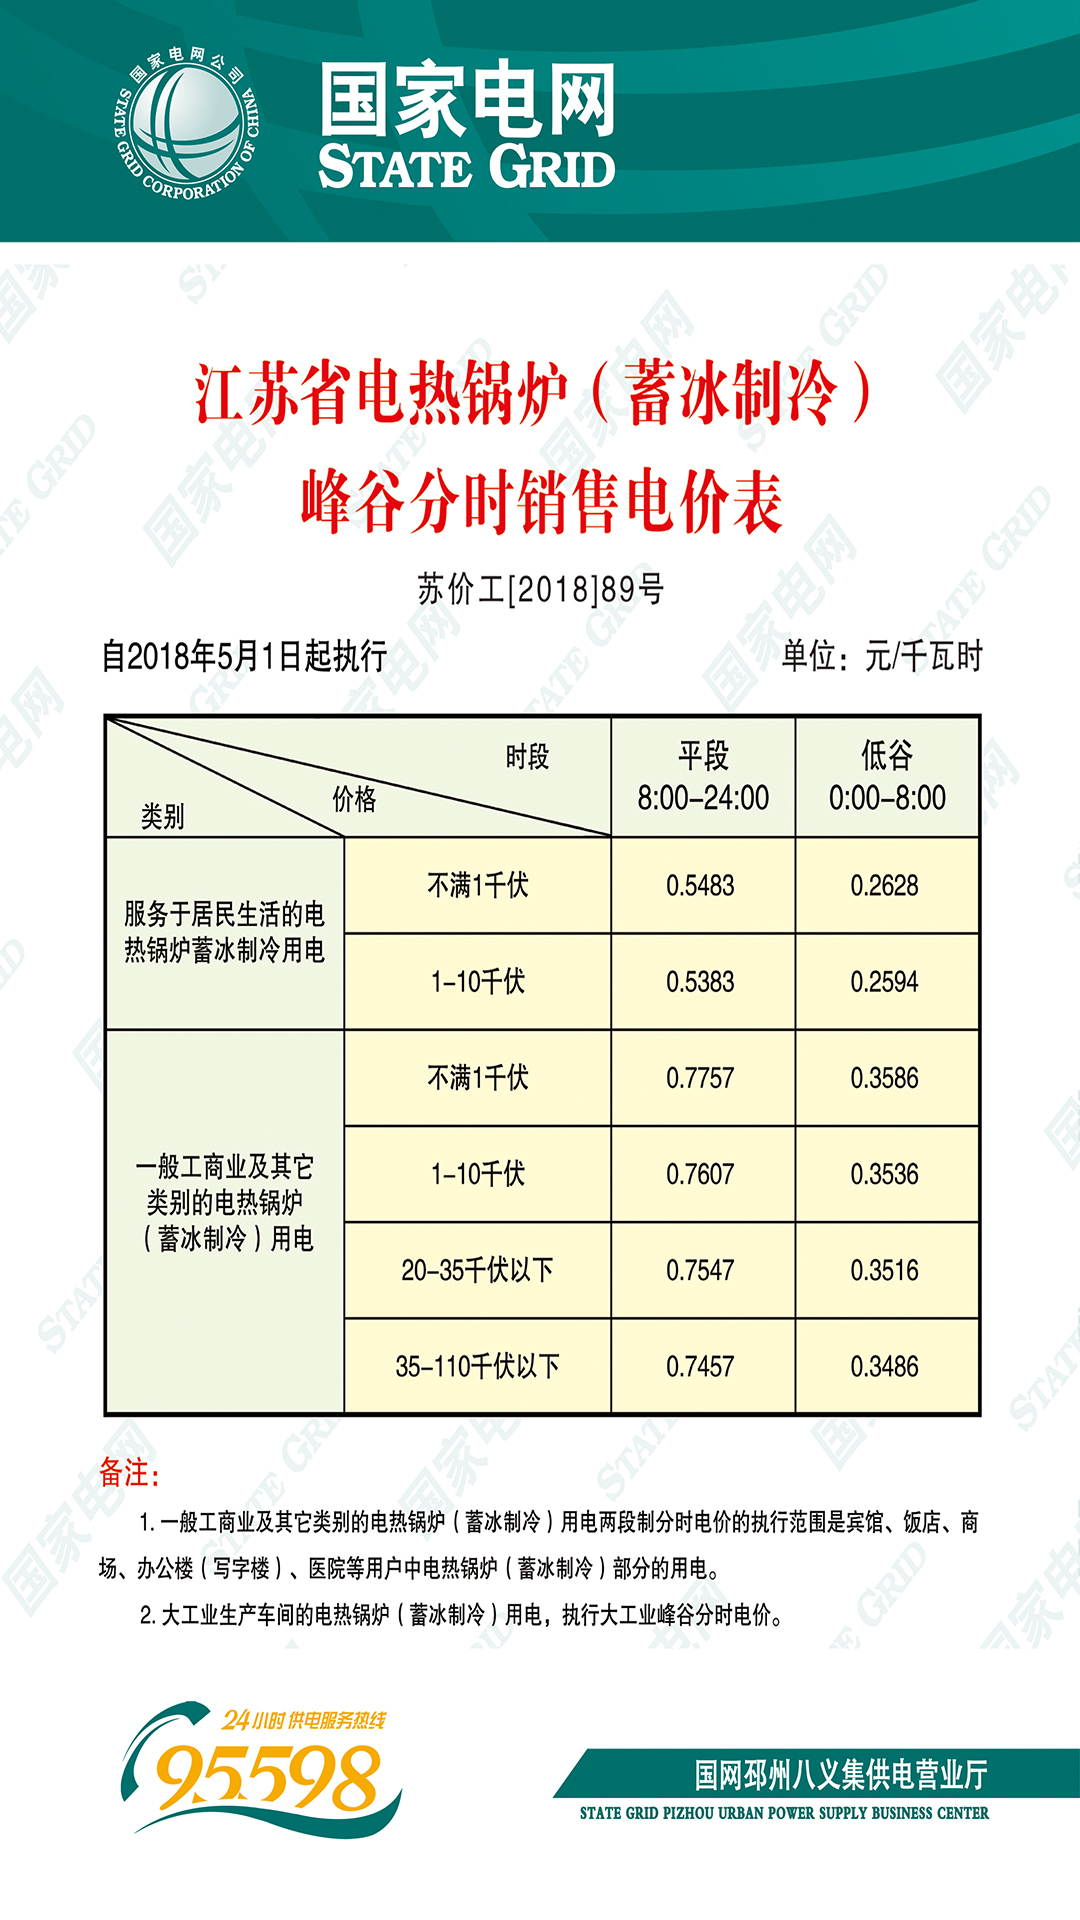 国家电网公司
STATE GRID CORPORATION OF CHINA
国家电网
STATE GRID
江苏省电热锅炉（蓄冰制冷）
峰谷分时销售电价表
苏价工[2018]89号
自2018年5月1日起执行
单位：元/千瓦时
时段
价格
类别
平段
8:00-24:00
低谷
0:00-8:00
服务于居民生活的电
热锅炉蓄冰制冷用电
不满1千伏 0.5483 0.2628
1-10千伏 0.5383 0.2594
一般工商业及其它
类别的电热锅炉
（蓄冰制冷）用电
不满1千伏 0.7757 0.3586
1-10千伏 0.7607 0.3536
20-35千伏以下 0.7547 0.3516
35-110千伏以下 0.7457 0.3486
备注：
1. 一般工商业及其它类别的电热锅炉（蓄冰制冷）用电两段制分时电价的执行范围是宾馆、饭店、商
场、办公楼（写字楼）、医院等用户中电热锅炉（蓄冰制冷）部分的用电。
2. 大工业生产车间的电热锅炉（蓄冰制冷）用电，执行大工业峰谷分时电价。
24小时供电服务热线
95598
国网邳州八义集供电营业厅
STATE GRID PIZHOU URBAN POWER SUPPLY BUSINESS CENTER